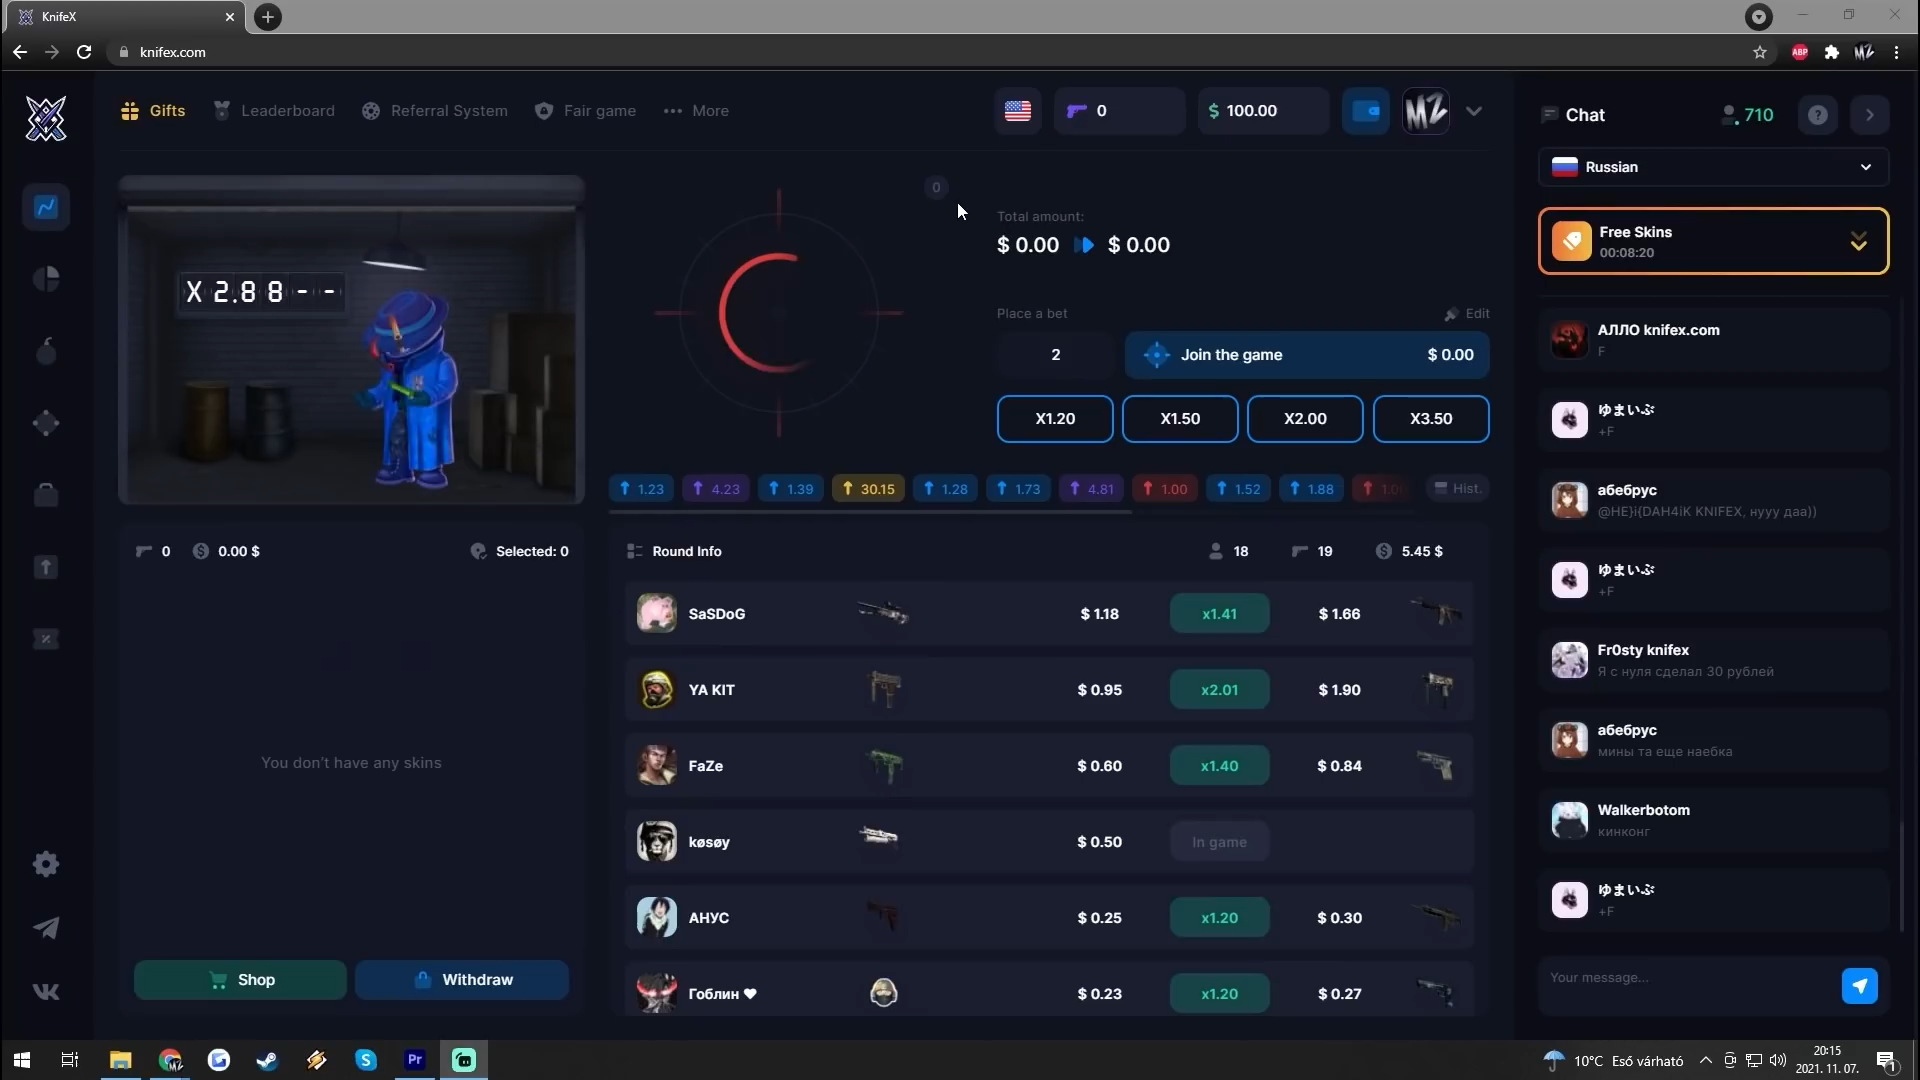 KnifeX
knifex.com
ABP
MZ
Gifts
Leaderboard
Referral System
Fair game
More
0
$ 100.00
MZ
Chat
710
?
Russian
Free Skins
00:08:20
X 2.88--
0
Total amount:
$ 0.00
$ 0.00
Place a bet
Edit
2
Join the game
$ 0.00
X1.20
X1.50
X2.00
X3.50
1.23
4.23
1.39
30.15
1.28
1.73
4.81
1.00
1.52
1.88
Hist.
0
0.00 $
Selected: 0
You don't have any skins
Shop
Withdraw
Round Info
18
19
5.45 $
SaSDoG
$ 1.18
x1.41
$ 1.66
YA KIT
$ 0.95
x2.01
$ 1.90
FaZe
$ 0.60
x1.40
$ 0.84
køsøy
$ 0.50
In game
АНУС
$ 0.25
x1.20
$ 0.30
Гоблин ♥
$ 0.23
x1.20
$ 0.27
АЛЛО knifex.com
F
ゆまいぶ
+F
абебрус
@HE}i{DAH4iK KNIFEX, нууу даа))
ゆまいぶ
+F
Fr0sty knifex
Я с нуля сделал 30 рублей
абебрус
мины та еще наебка
Walkerbotom
кинконг
ゆまいぶ
+F
Your message...
Pr
10°C Eső várható
20:15
2021. 11. 07.
1